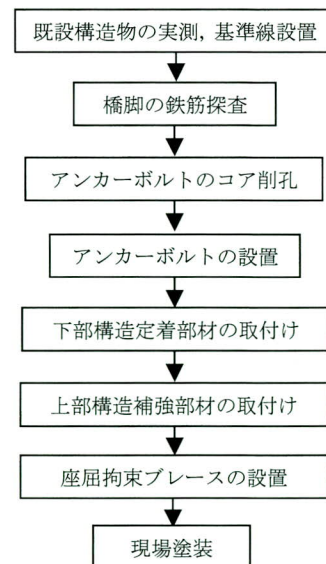 既設構造物の実測，基準線設置
橋脚の鉄筋探査
アンカーボルトのコア削孔
アンカーボルトの設置
下部構造定着部材の取付け
上部構造補強部材の取付け
座屈拘束ブレースの設置
現場塗装